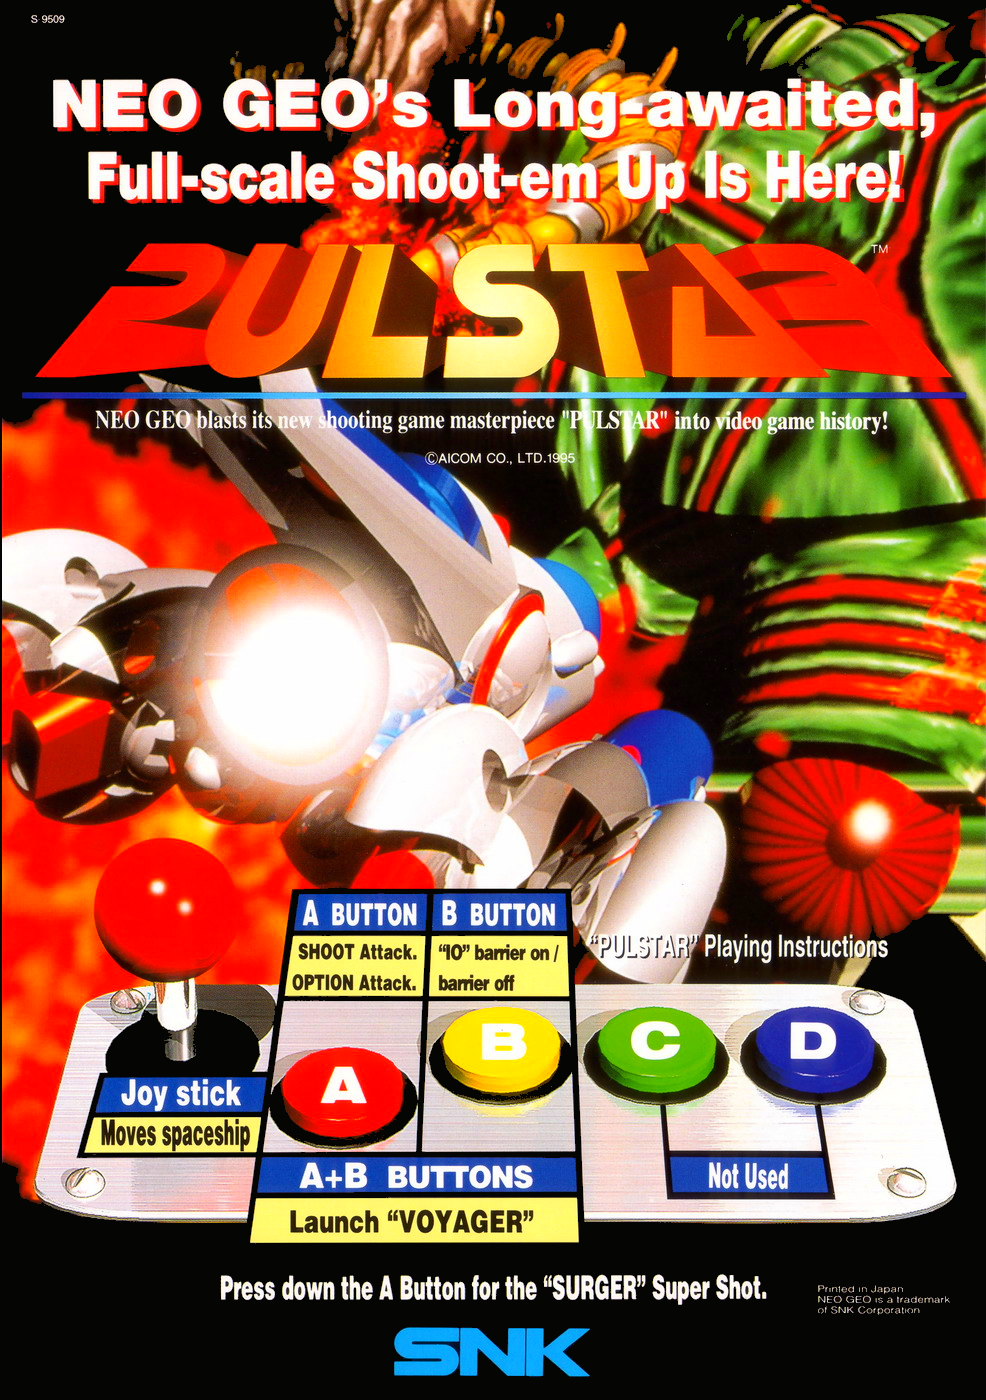 S 9509
NEO GEO's Long-awaited,
Full-scale Shoot-em Up Is Here!
PULSTAR™
NEO GEO blasts its new shooting game masterpiece "PULSTAR" into video game history!
©AICOM CO., LTD.1995
A BUTTON
SHOOT Attack.
OPTION Attack.
B BUTTON
“IO” barrier on /
barrier off
“PULSTAR” Playing Instructions
A
B
C
D
Joy stick
Moves spaceship
A+B BUTTONS
Launch “VOYAGER”
Not Used
Press down the A Button for the “SURGER” Super Shot.
Printed in Japan
NEO GEO is a trademark
of SNK Corporation
SNK